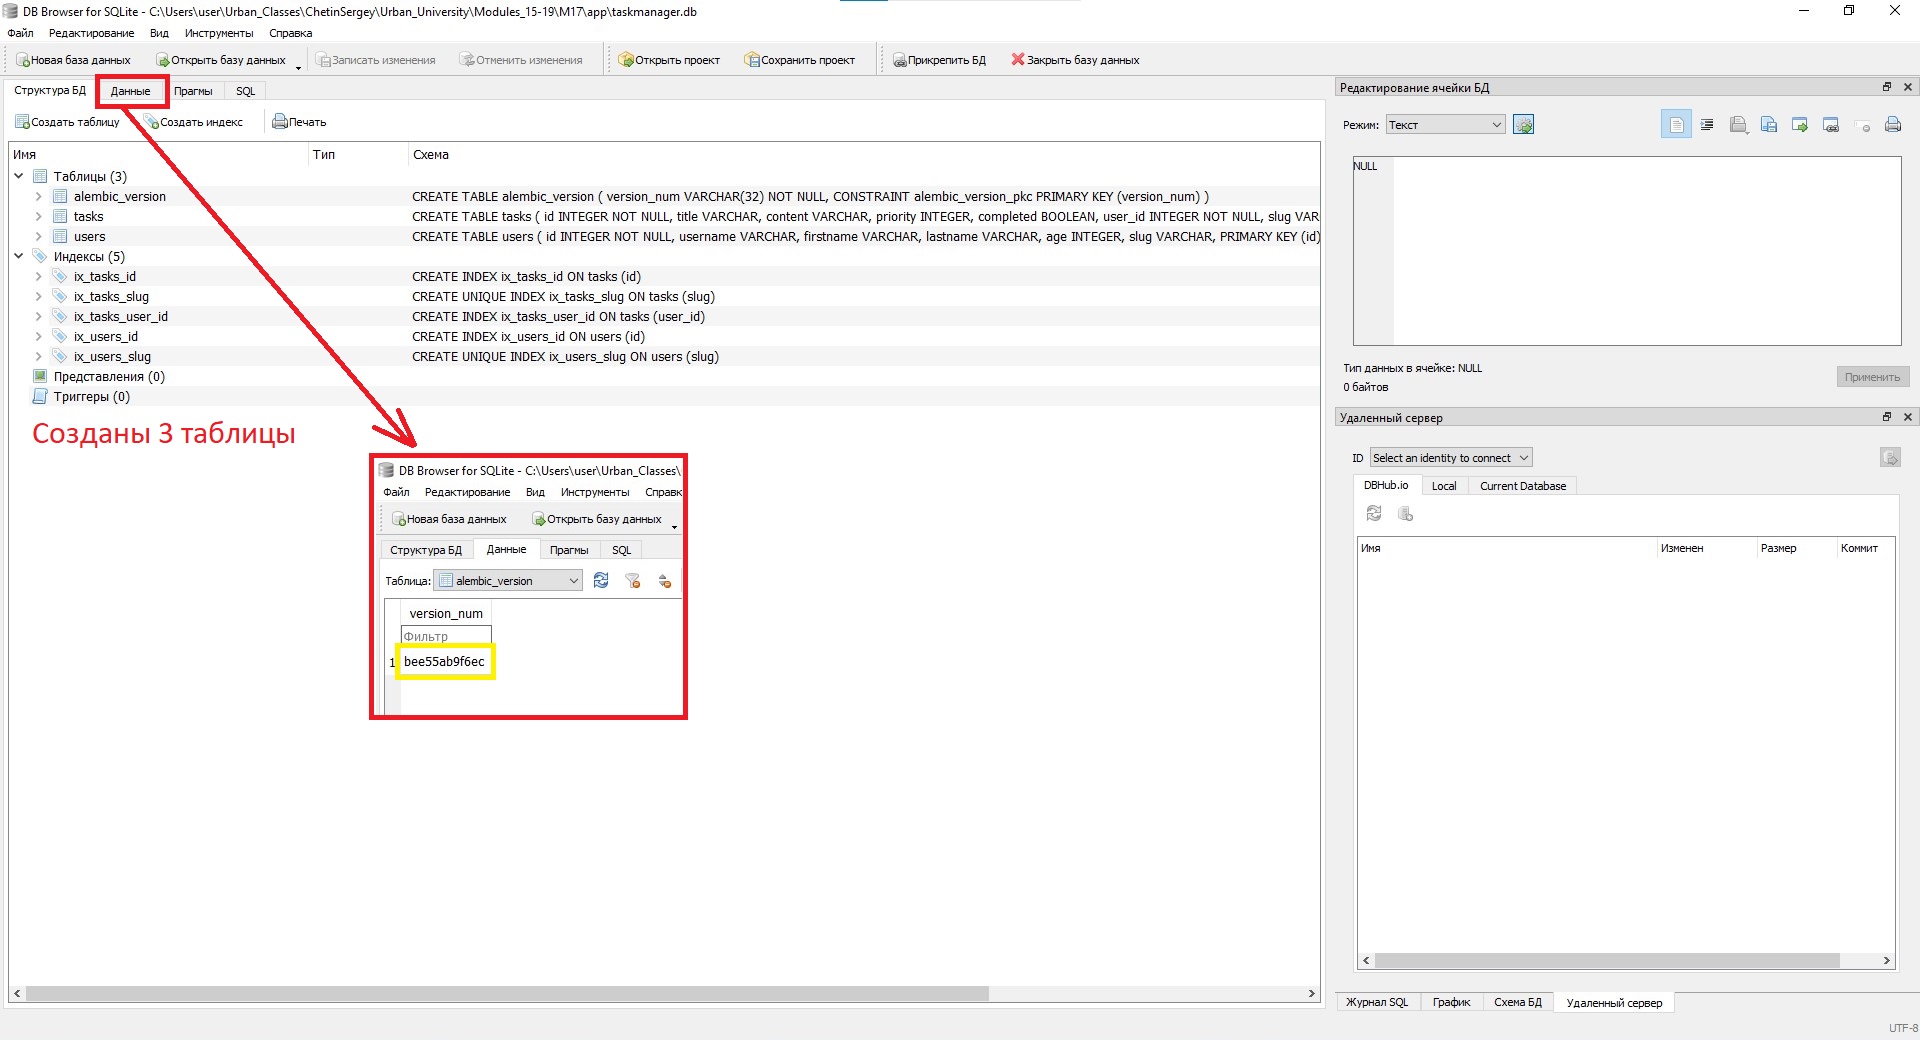 DB Browser for SQLite - C:\Users\user\Urban_Classes\ChetinSergey\Urban_University\Modules_15-19\M17\app\taskmanager.db
Файл Редактирование Вид Инструменты Справка
Новая база данных Открыть базу данных Записать изменения Отменить изменения Открыть проект Сохранить проект Прикрепить БД Закрыть базу данных
Структура БД Данные Прагмы SQL
Создать таблицу Создать индекс Печать
Имя Тип Схема
Таблицы (3)
alembic_version CREATE TABLE alembic_version ( version_num VARCHAR(32) NOT NULL, CONSTRAINT alembic_version_pkc PRIMARY KEY (version_num) )
tasks CREATE TABLE tasks ( id INTEGER NOT NULL, title VARCHAR, content VARCHAR, priority INTEGER, completed BOOLEAN, user_id INTEGER NOT NULL, slug VAR
users CREATE TABLE users ( id INTEGER NOT NULL, username VARCHAR, firstname VARCHAR, lastname VARCHAR, age INTEGER, slug VARCHAR, PRIMARY KEY (id)
Индексы (5)
ix_tasks_id CREATE INDEX ix_tasks_id ON tasks (id)
ix_tasks_slug CREATE UNIQUE INDEX ix_tasks_slug ON tasks (slug)
ix_tasks_user_id CREATE INDEX ix_tasks_user_id ON tasks (user_id)
ix_users_id CREATE INDEX ix_users_id ON users (id)
ix_users_slug CREATE UNIQUE INDEX ix_users_slug ON users (slug)
Представления (0)
Триггеры (0)
Созданы 3 таблицы
DB Browser for SQLite - C:\Users\user\Urban_Classes\
Файл Редактирование Вид Инструменты Справк
Новая база данных Открыть базу данных
Структура БД Данные Прагмы SQL
Таблица: alembic_version
version_num
Фильтр
1 bee55ab9f6ec
Редактирование ячейки БД
Режим: Текст
NULL
Тип данных в ячейке: NULL
0 байтов
Применить
Удаленный сервер
ID Select an identity to connect
DBHub.io Local Current Database
Имя Изменен Размер Коммит
Журнал SQL График Схема БД Удаленный сервер
UTF-8